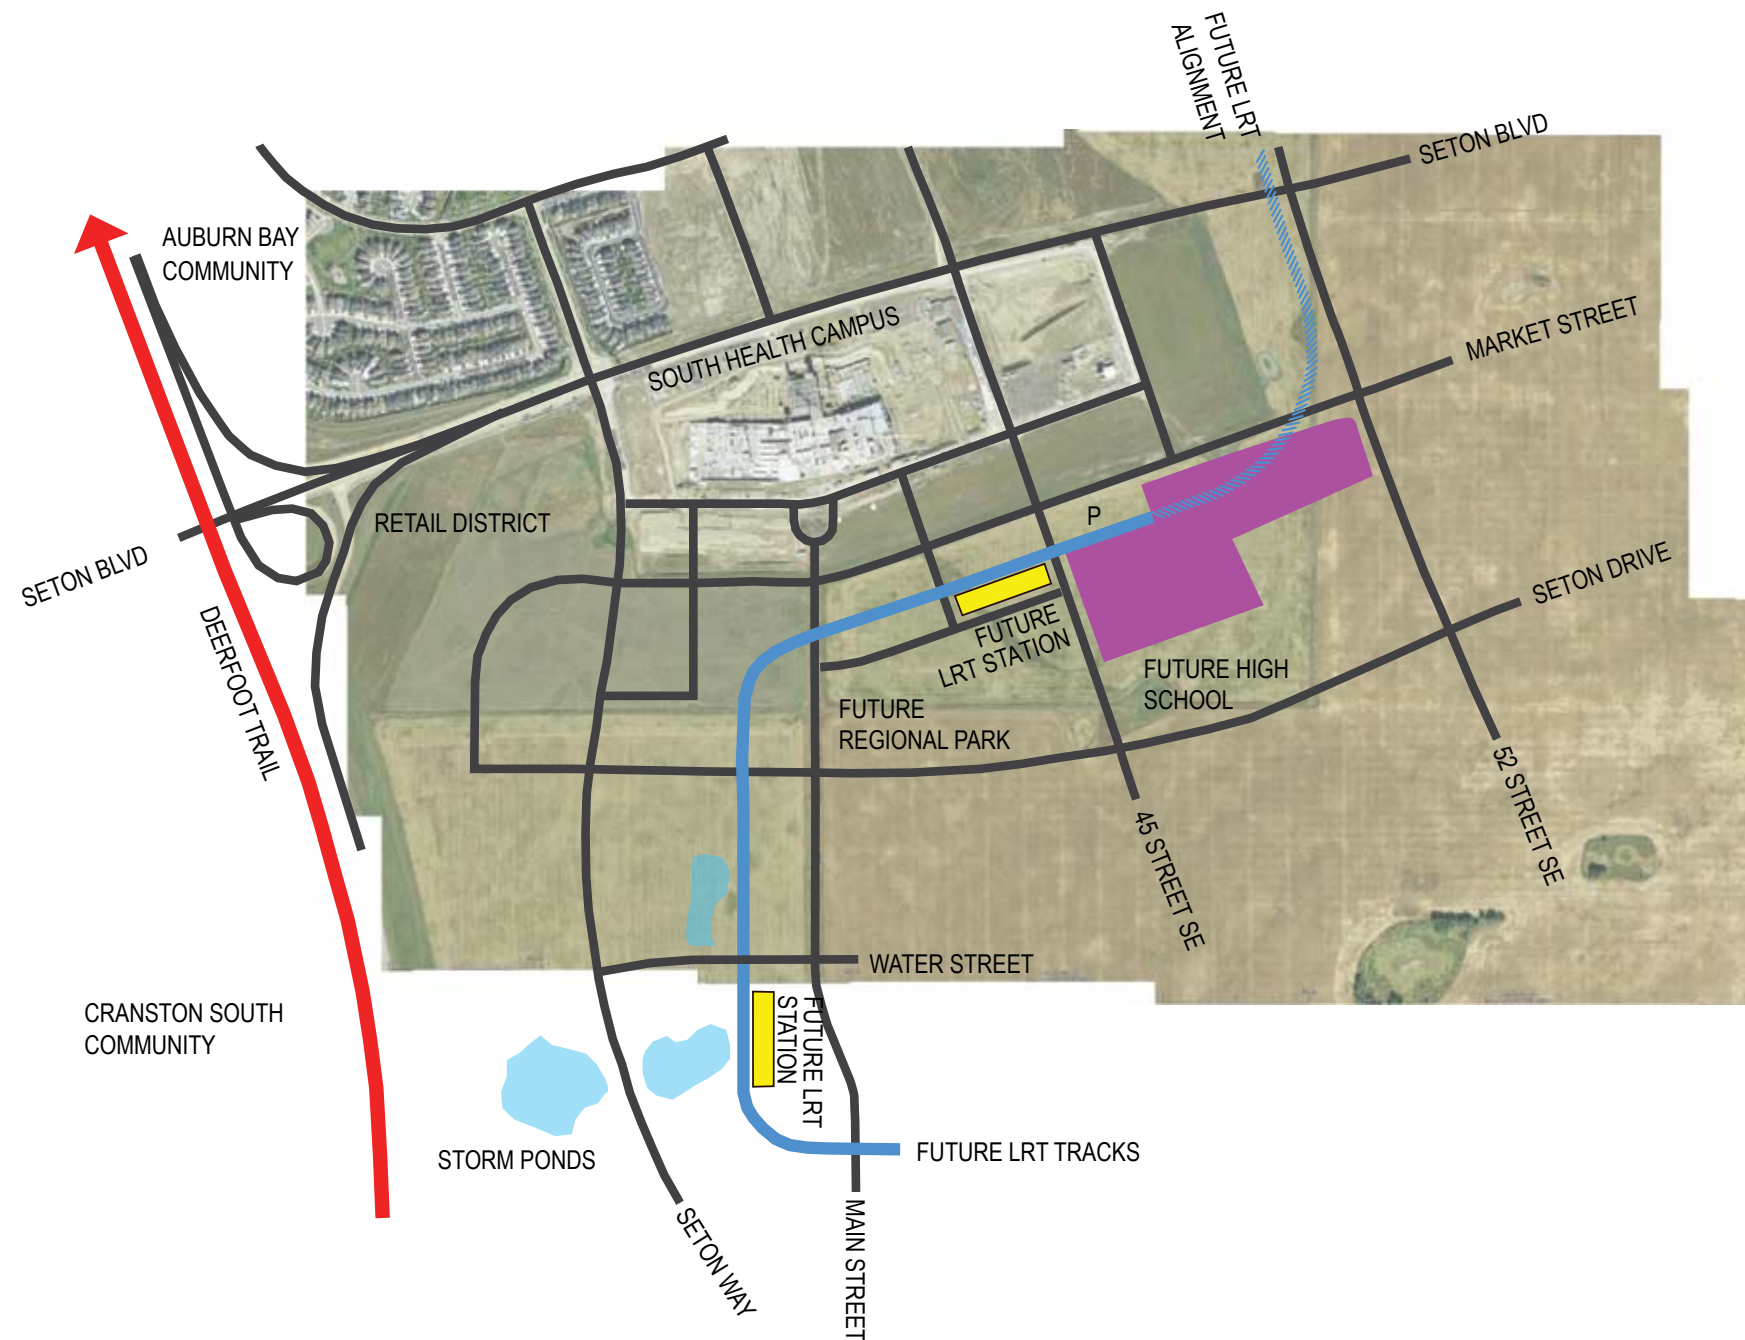 FUTURE LRT
ALIGNMENT
SETON BLVD
AUBURN BAY
COMMUNITY
SOUTH HEALTH CAMPUS
MARKET STREET
RETAIL DISTRICT
P
SETON BLVD
SETON DRIVE
DEERFOOT TRAIL
FUTURE
LRT STATION
FUTURE HIGH
SCHOOL
FUTURE
REGIONAL PARK
52 STREET SE
45 STREET SE
WATER STREET
CRANSTON SOUTH
COMMUNITY
FUTURE LRT
STATION
STORM PONDS
FUTURE LRT TRACKS
SETON WAY
MAIN STREET